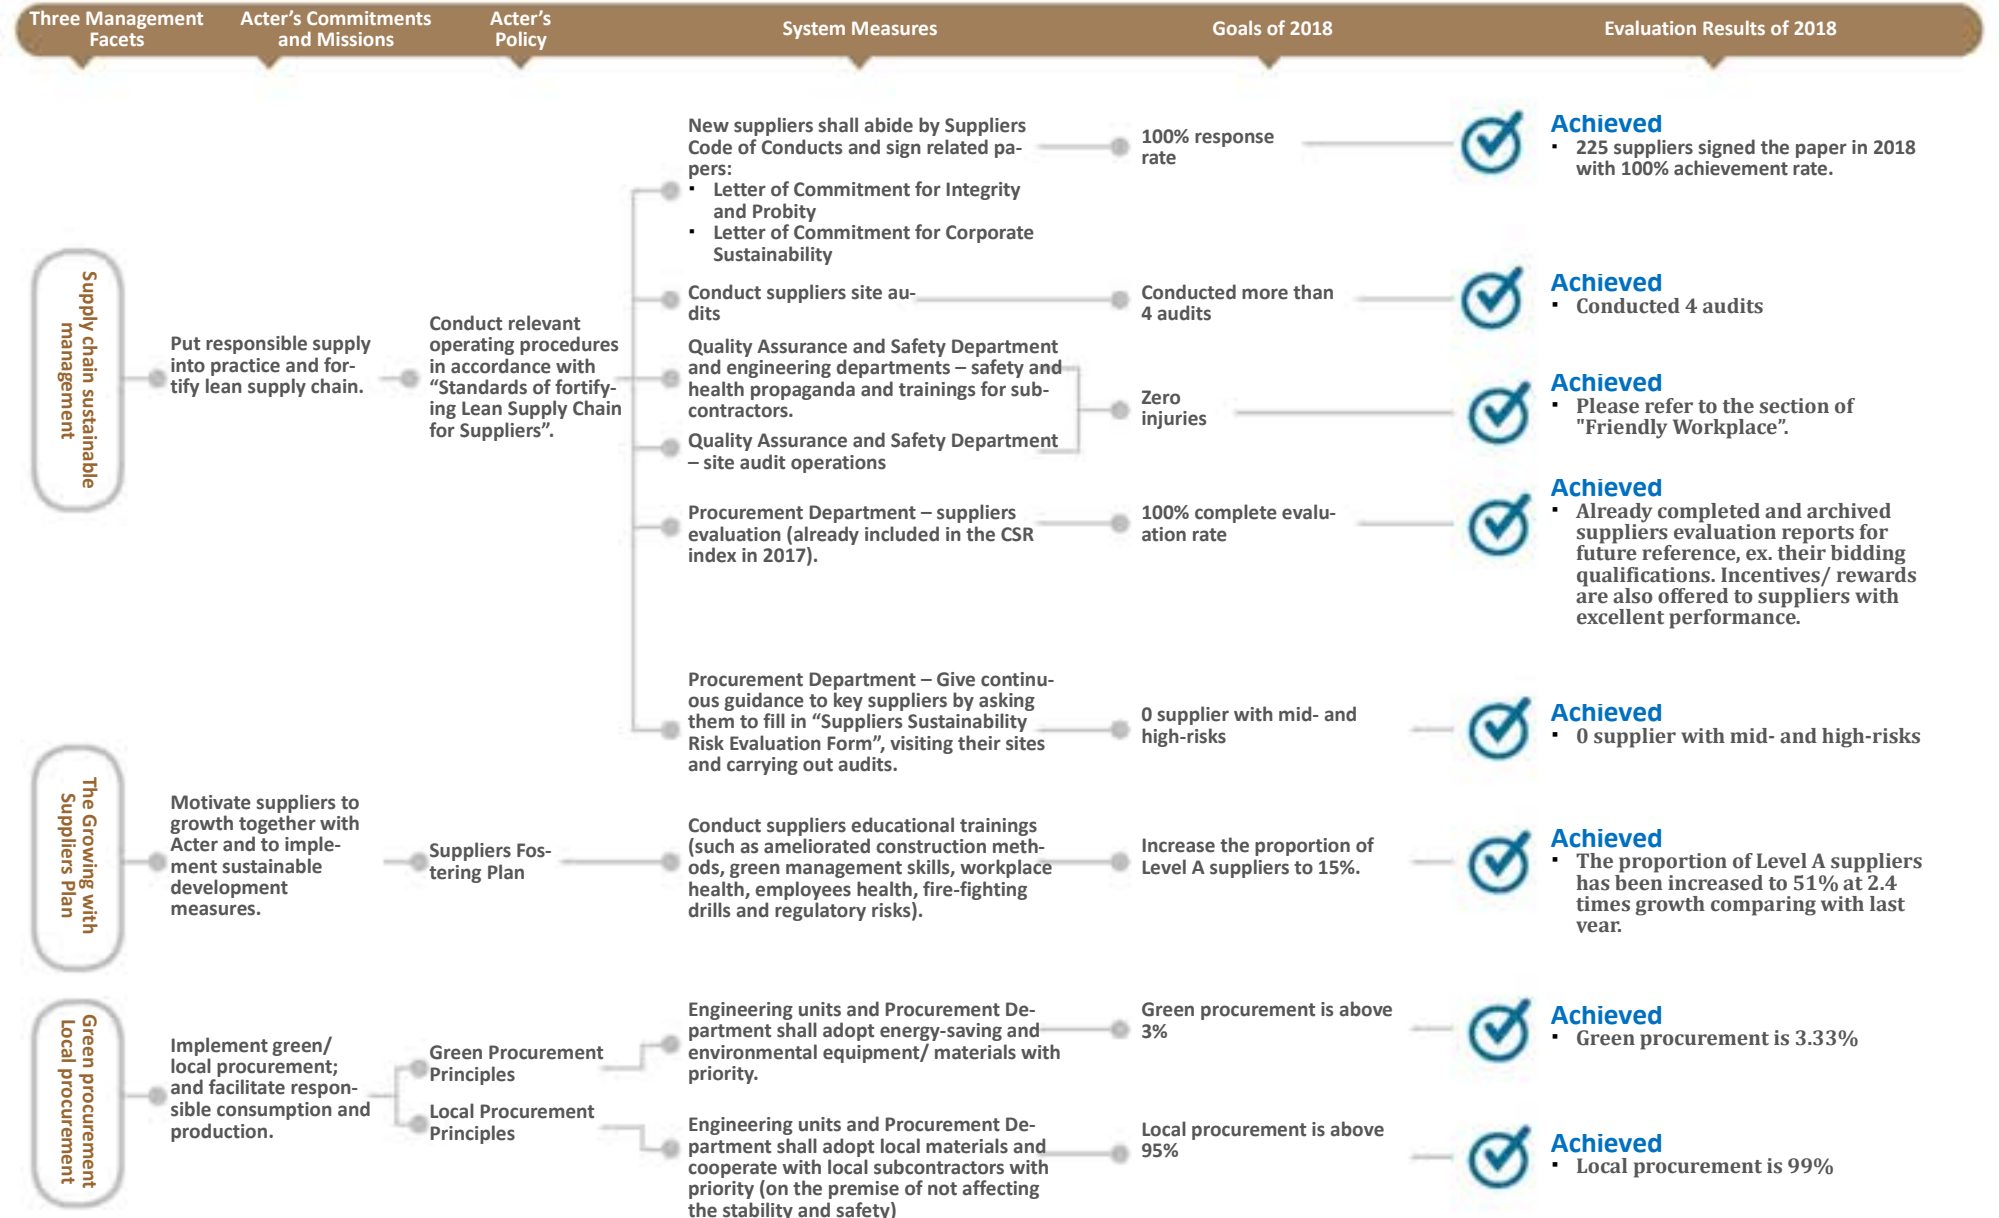 Three Management
Facets
Acter’s Commitments
and Missions
Acter’s
Policy
System Measures
Goals of 2018
Evaluation Results of 2018
Supply chain sustainable
management
Put responsible supply
into practice and for-
tify lean supply chain.
Conduct relevant
operating procedures
in accordance with
“Standards of fortify-
ing Lean Supply Chain
for Suppliers”.
New suppliers shall abide by Suppliers
Code of Conducts and sign related pa-
pers:
▪ Letter of Commitment for Integrity
and Probity
▪ Letter of Commitment for Corporate
Sustainability
100% response
rate
Achieved
▪ 225 suppliers signed the paper in 2018
with 100% achievement rate.
Conduct suppliers site au-
dits
Conducted more than
4 audits
Achieved
▪ Conducted 4 audits
Quality Assurance and Safety Department
and engineering departments – safety and
health propaganda and trainings for sub-
contractors.
Quality Assurance and Safety Department
– site audit operations
Zero
injuries
Achieved
▪ Please refer to the section of
"Friendly Workplace”.
Procurement Department – suppliers
evaluation (already included in the CSR
index in 2017).
100% complete evalu-
ation rate
Achieved
▪ Already completed and archived
suppliers evaluation reports for
future reference, ex. their bidding
qualifications. Incentives/ rewards
are also offered to suppliers with
excellent performance.
Procurement Department – Give continu-
ous guidance to key suppliers by asking
them to fill in “Suppliers Sustainability
Risk Evaluation Form”, visiting their sites
and carrying out audits.
0 supplier with mid- and
high-risks
Achieved
▪ 0 supplier with mid- and high-risks
The Growing with
Suppliers Plan
Motivate suppliers to
growth together with
Acter and to imple-
ment sustainable
development
measures.
Suppliers Fos-
tering Plan
Conduct suppliers educational trainings
(such as ameliorated construction meth-
ods, green management skills, workplace
health, employees health, fire-fighting
drills and regulatory risks).
Increase the proportion of
Level A suppliers to 15%.
Achieved
▪ The proportion of Level A suppliers
has been increased to 51% at 2.4
times growth comparing with last
year.
Green procurement
Local procurement
Implement green/
local procurement;
and facilitate respon-
sible consumption and
production.
Green Procurement
Principles
Engineering units and Procurement De-
partment shall adopt energy-saving and
environmental equipment/ materials with
priority.
Green procurement is above
3%
Achieved
▪ Green procurement is 3.33%
Local Procurement
Principles
Engineering units and Procurement De-
partment shall adopt local materials and
cooperate with local subcontractors with
priority (on the premise of not affecting
the stability and safety)
Local procurement is above
95%
Achieved
▪ Local procurement is 99%